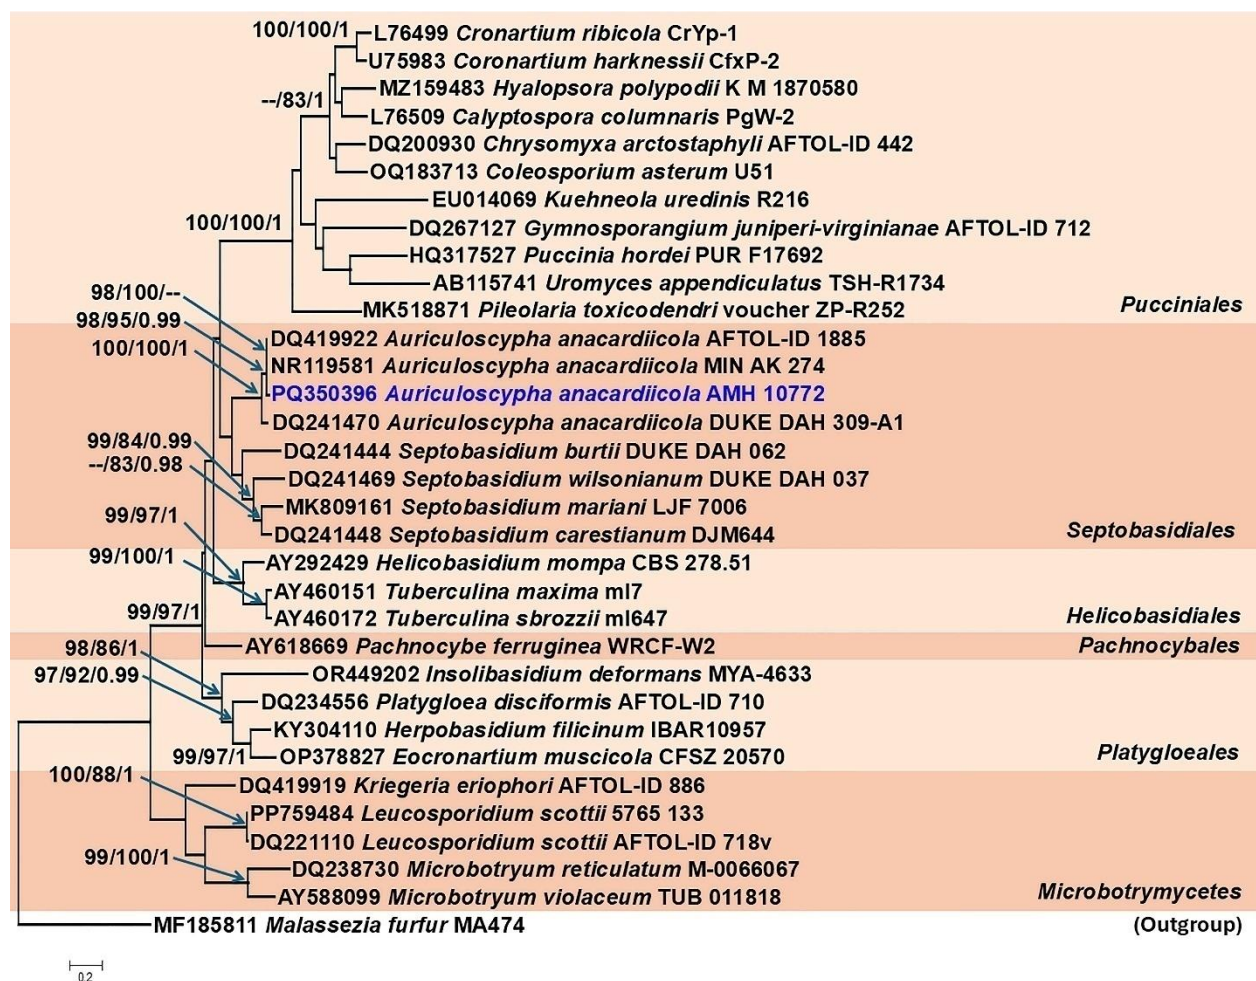 100/100/1
L76499 Cronartium ribicola CrYp-1
U75983 Coronartium harknessii CfxP-2
MZ159483 Hyalopsora polypodii K M 1870580
--/83/1
L76509 Calyptospora columnaris PgW-2
DQ200930 Chrysomyxa arctostaphyli AFTOL-ID 442
OQ183713 Coleosporium asterum U51
EU014069 Kuehneola uredinis R216
100/100/1
DQ267127 Gymnosporangium juniperi-virginianae AFTOL-ID 712
HQ317527 Puccinia hordei PUR F17692
AB115741 Uromyces appendiculatus TSH-R1734
98/100/--
MK518871 Pileolaria toxicodendri voucher ZP-R252
Pucciniales
98/95/0.99
DQ419922 Auriculoscypha anacardiicola AFTOL-ID 1885
100/100/1
NR119581 Auriculoscypha anacardiicola MIN AK 274
PQ350396 Auriculoscypha anacardiicola AMH 10772
DQ241470 Auriculoscypha anacardiicola DUKE DAH 309-A1
99/84/0.99
DQ241444 Septobasidium burtii DUKE DAH 062
--/83/0.98
DQ241469 Septobasidium wilsonianum DUKE DAH 037
MK809161 Septobasidium mariani LJF 7006
99/97/1
DQ241448 Septobasidium carestianum DJM644
Septobasidiales
99/100/1
AY292429 Helicobasidium mompa CBS 278.51
AY460151 Tuberculina maxima ml7
99/97/1
AY460172 Tuberculina sbrozzii ml647
Helicobasidiales
98/86/1
AY618669 Pachnocybe ferruginea WRCF-W2
Pachnocybales
97/92/0.99
OR449202 Insolibasidium deformans MYA-4633
DQ234556 Platygloea disciformis AFTOL-ID 710
KY304110 Herpobasidium filicinum IBAR10957
99/97/1
OP378827 Eocronartium muscicola CFSZ 20570
Platygloeales
100/88/1
DQ419919 Kriegeria eriophori AFTOL-ID 886
PP759484 Leucosporidium scottii 5765 133
DQ221110 Leucosporidium scottii AFTOL-ID 718v
99/100/1
DQ238730 Microbotryum reticulatum M-0066067
AY588099 Microbotryum violaceum TUB 011818
Microbotrymycetes
MF185811 Malassezia furfur MA474
(Outgroup)
0.2